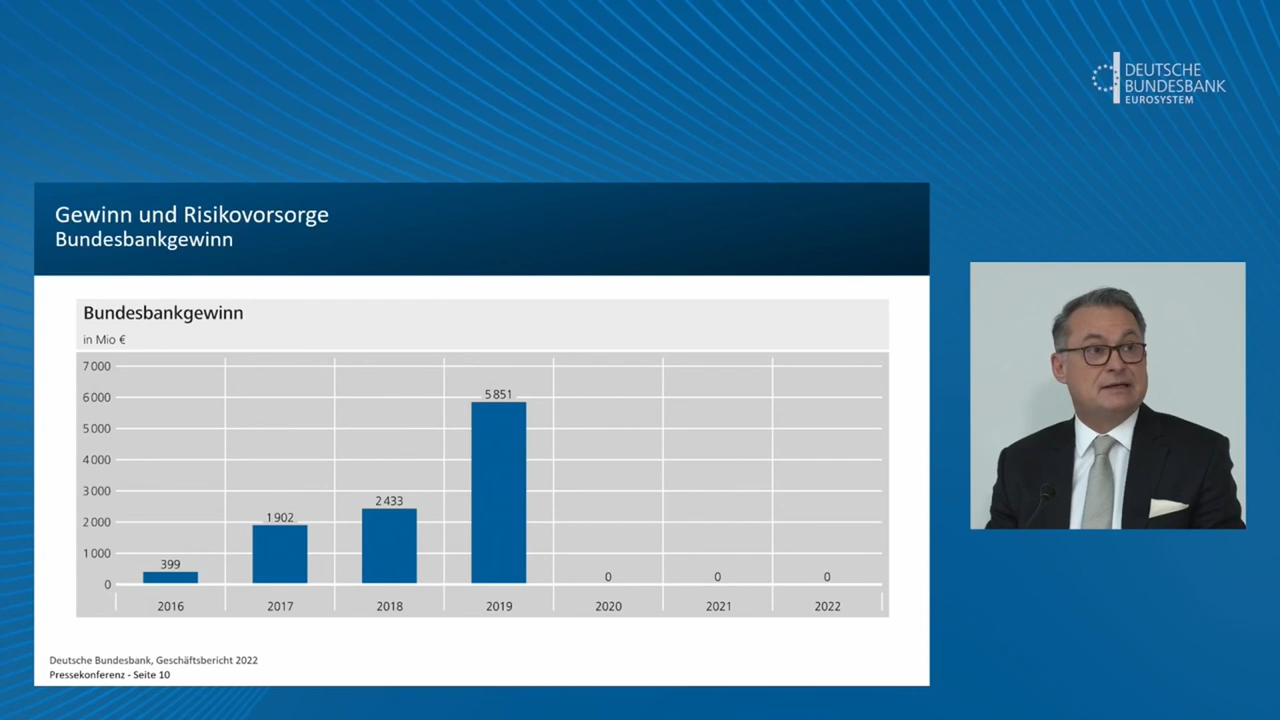 DEUTSCHE
BUNDESBANK
EUROSYSTEM
Gewinn und Risikovorsorge
Bundesbankgewinn
Bundesbankgewinn
in Mio €
7 000
6 000
5 000
4 000
3 000
2 000
1 000
0
399
1 902
2 433
5 851
0
0
0
2016
2017
2018
2019
2020
2021
2022
Deutsche Bundesbank, Geschäftsbericht 2022
Pressekonferenz - Seite 10